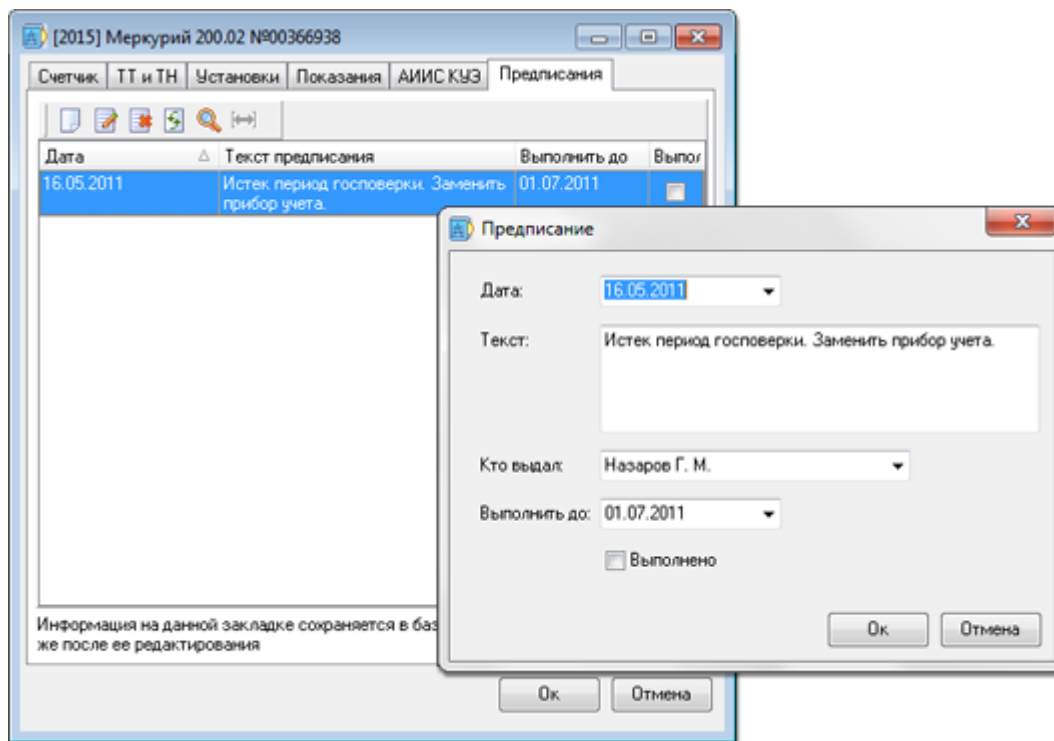 [2015] Меркурий 200.02 №00366938
Счетчик ТТ и ТН Установки Показания АИИС КУЭ Предписания
Дата Текст предписания Выполнить до Выпол
16.05.2011 Истек период госповерки. Заменить 01.07.2011
прибор учета.
Информация на данной закладке сохраняется в баз
же после ее редактирования
Ок Отмена
Предписание
Дата: 16.05.2011
Текст: Истек период госповерки. Заменить прибор учета.
Кто выдал: Назаров Г. М.
Выполнить до: 01.07.2011
Выполнено
Ок Отмена